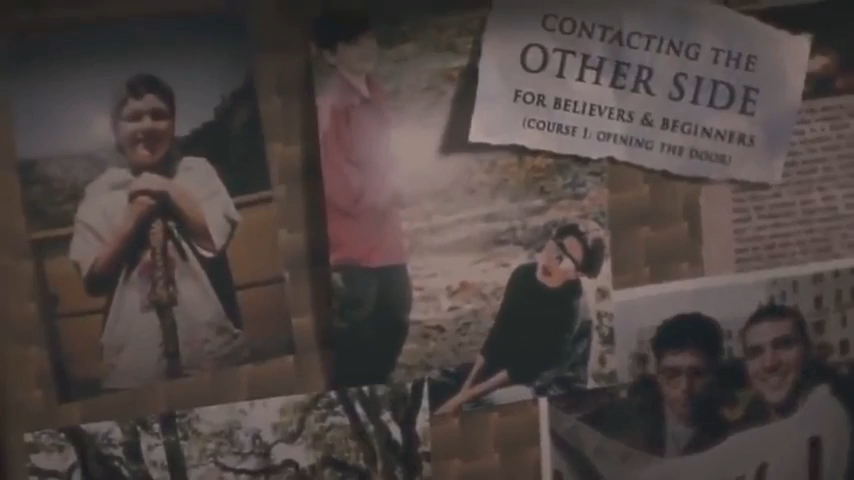 CONTACTING THE
OTHER SIDE
FOR BELIEVERS & BEGINNERS
(COURSE 1: OPENING THE DOOR)